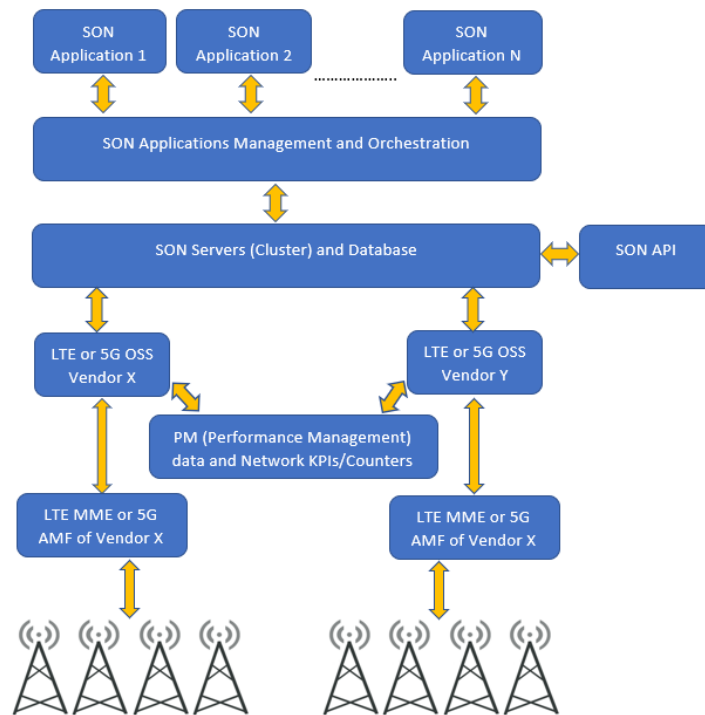 SON
Application 1
SON
Application 2
SON
Application N
SON Applications Management and Orchestration
SON Servers (Cluster) and Database
SON API
LTE or 5G OSS
Vendor X
LTE or 5G OSS
Vendor Y
PM (Performance Management)
data and Network KPIs/Counters
LTE MME or 5G
AMF of Vendor X
LTE MME or 5G
AMF of Vendor X